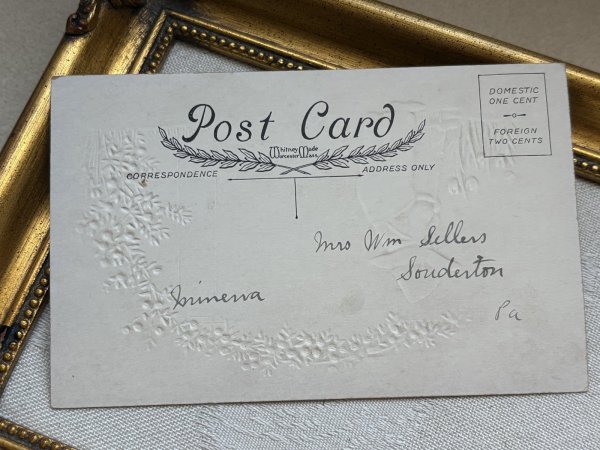 Post Card
Whitney Made
Worcester Mass.
DOMESTIC
ONE CENT
FOREIGN
TWO CENTS
CORRESPONDENCE
ADDRESS ONLY
Mrs Wm Sellers
Souderton
Pa
Minerva